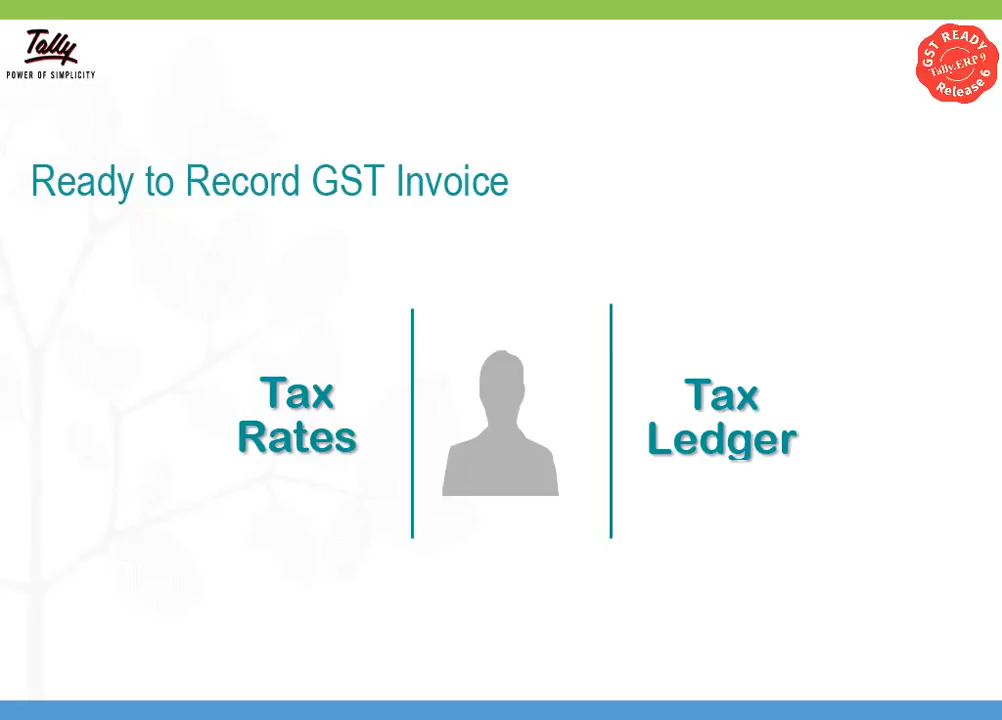 Tally
POWER OF SIMPLICITY
GST READY
Tally.ERP 9
Release 6
Ready to Record GST Invoice
Tax
Rates
Tax
Ledger